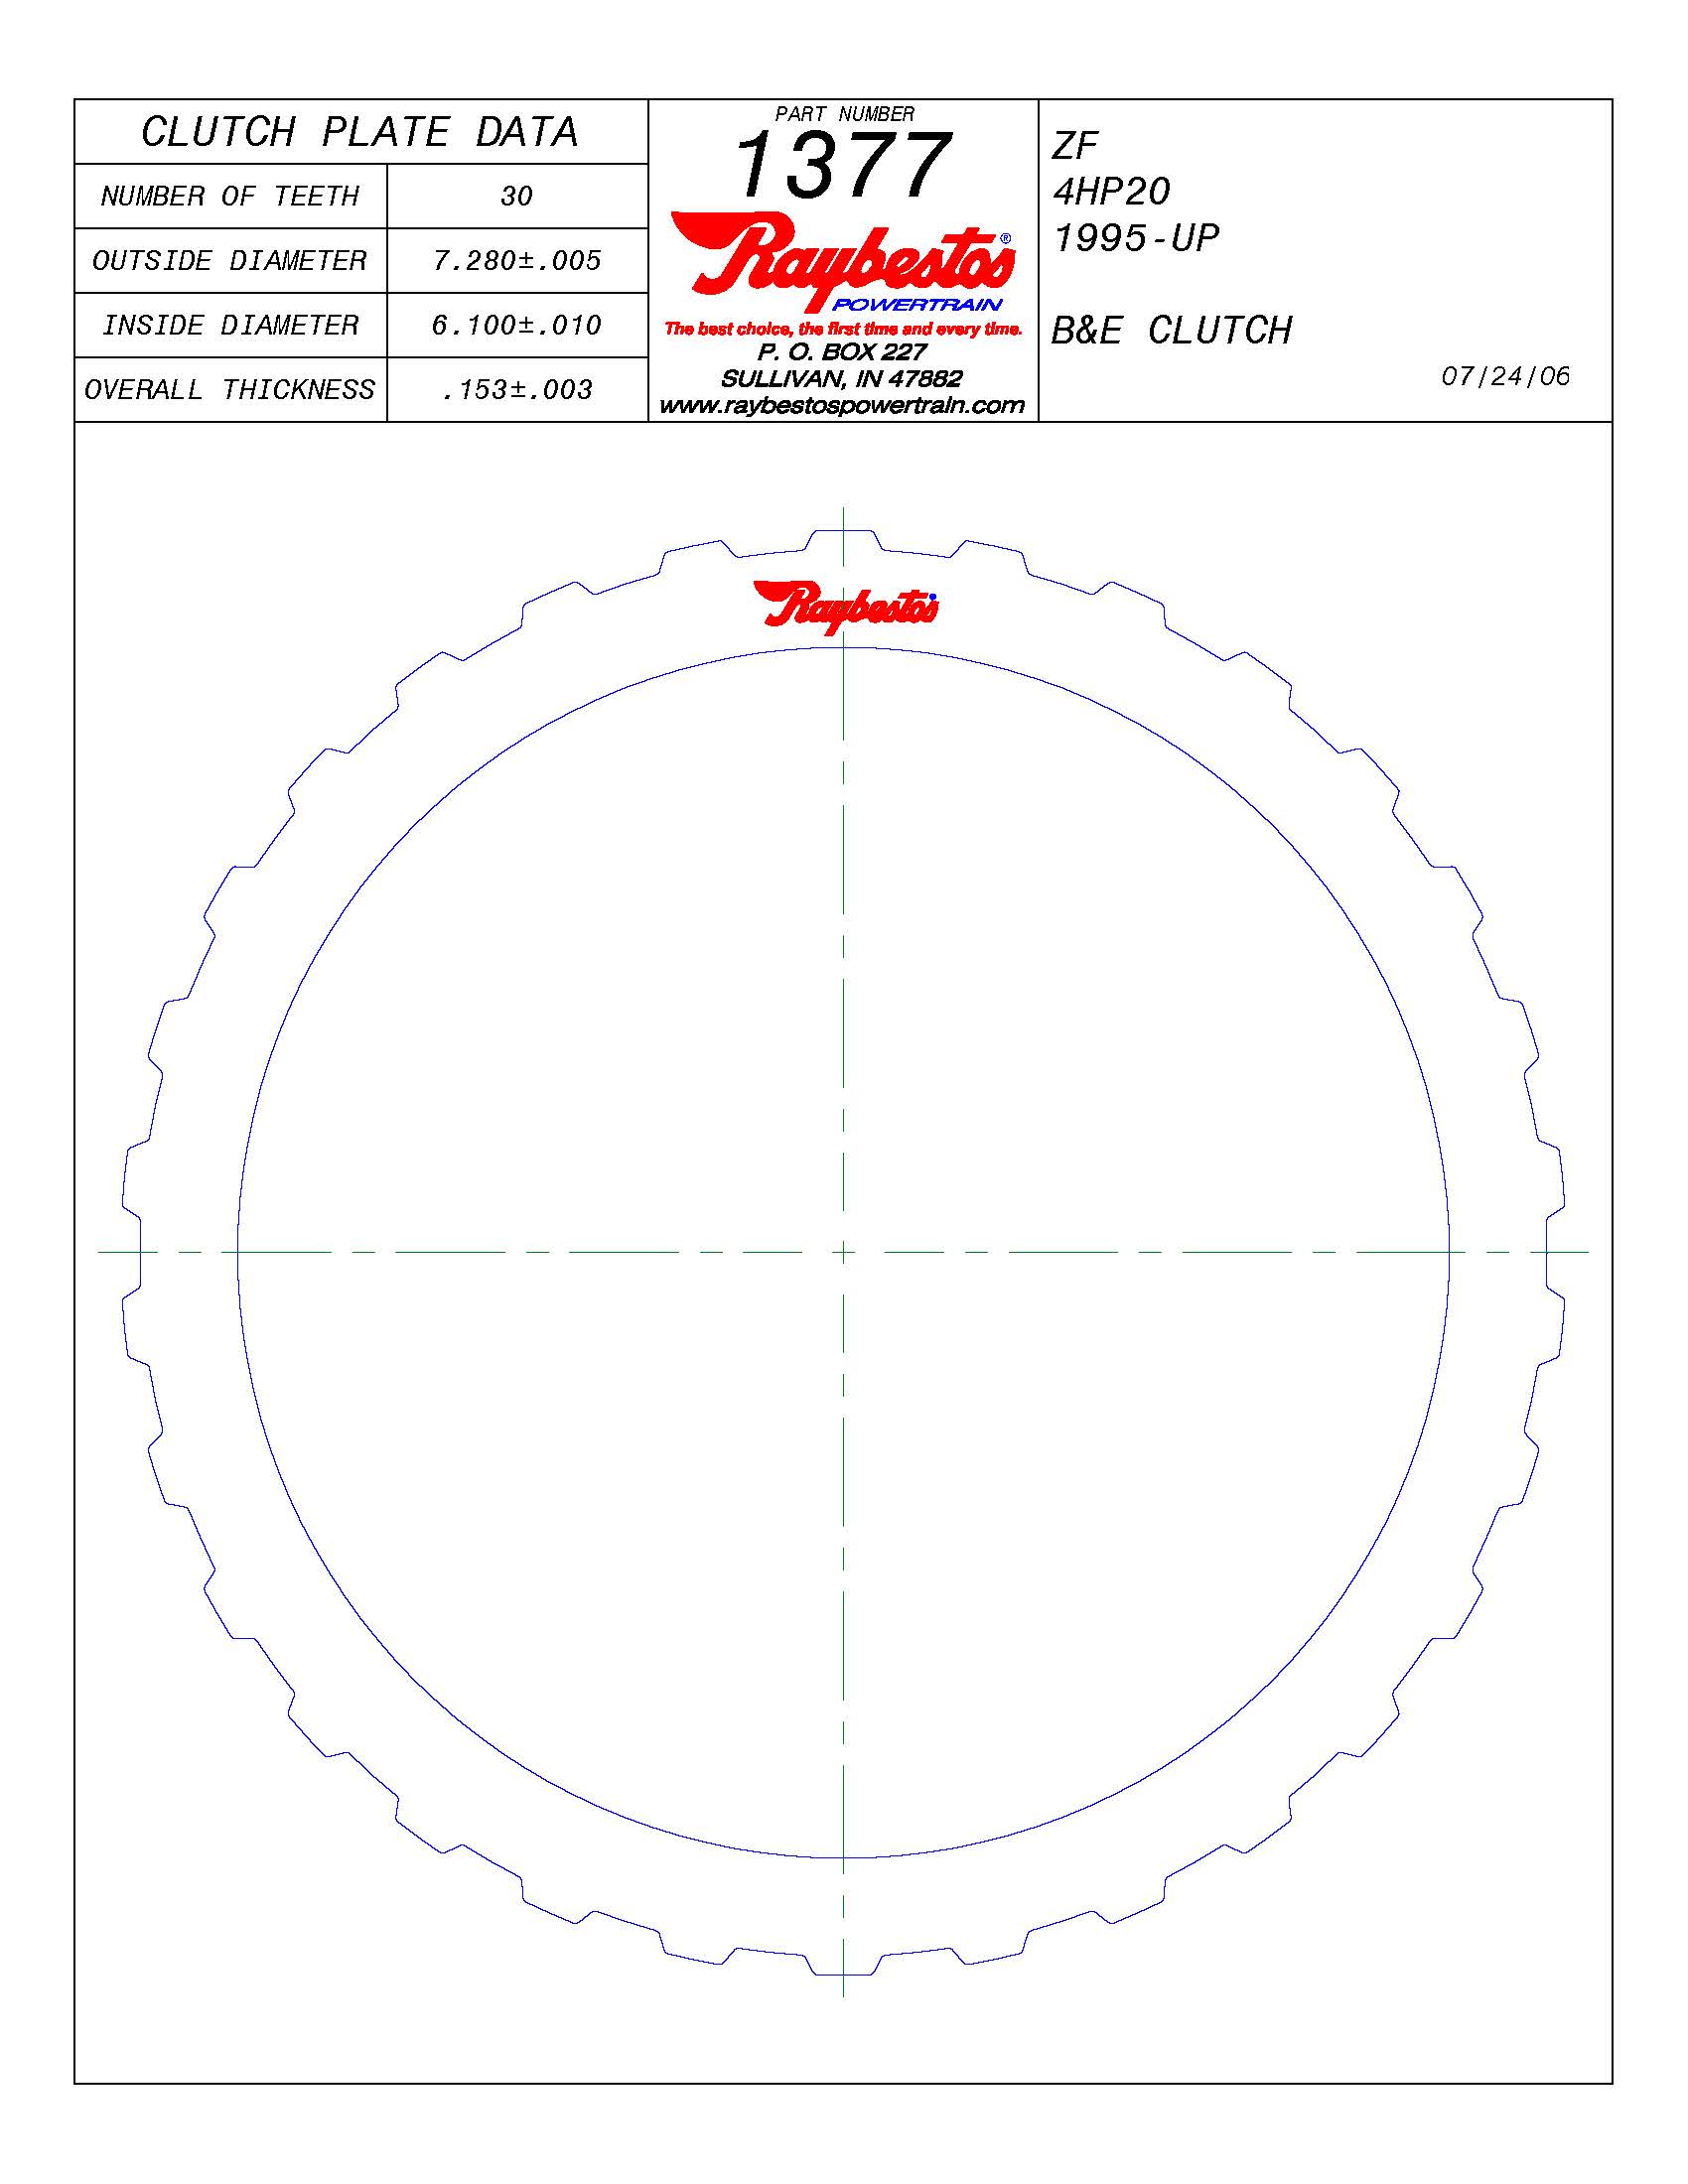 CLUTCH PLATE DATA
NUMBER OF TEETH 30
OUTSIDE DIAMETER 7.280±.005
INSIDE DIAMETER 6.100±.010
OVERALL THICKNESS .153±.003
PART NUMBER
1377
Raybestos®
POWERTRAIN
The best choice, the first time and every time.
P. O. BOX 227
SULLIVAN, IN 47882
www.raybestospowertrain.com
ZF
4HP20
1995-UP
B&E CLUTCH
07/24/06
Raybestos